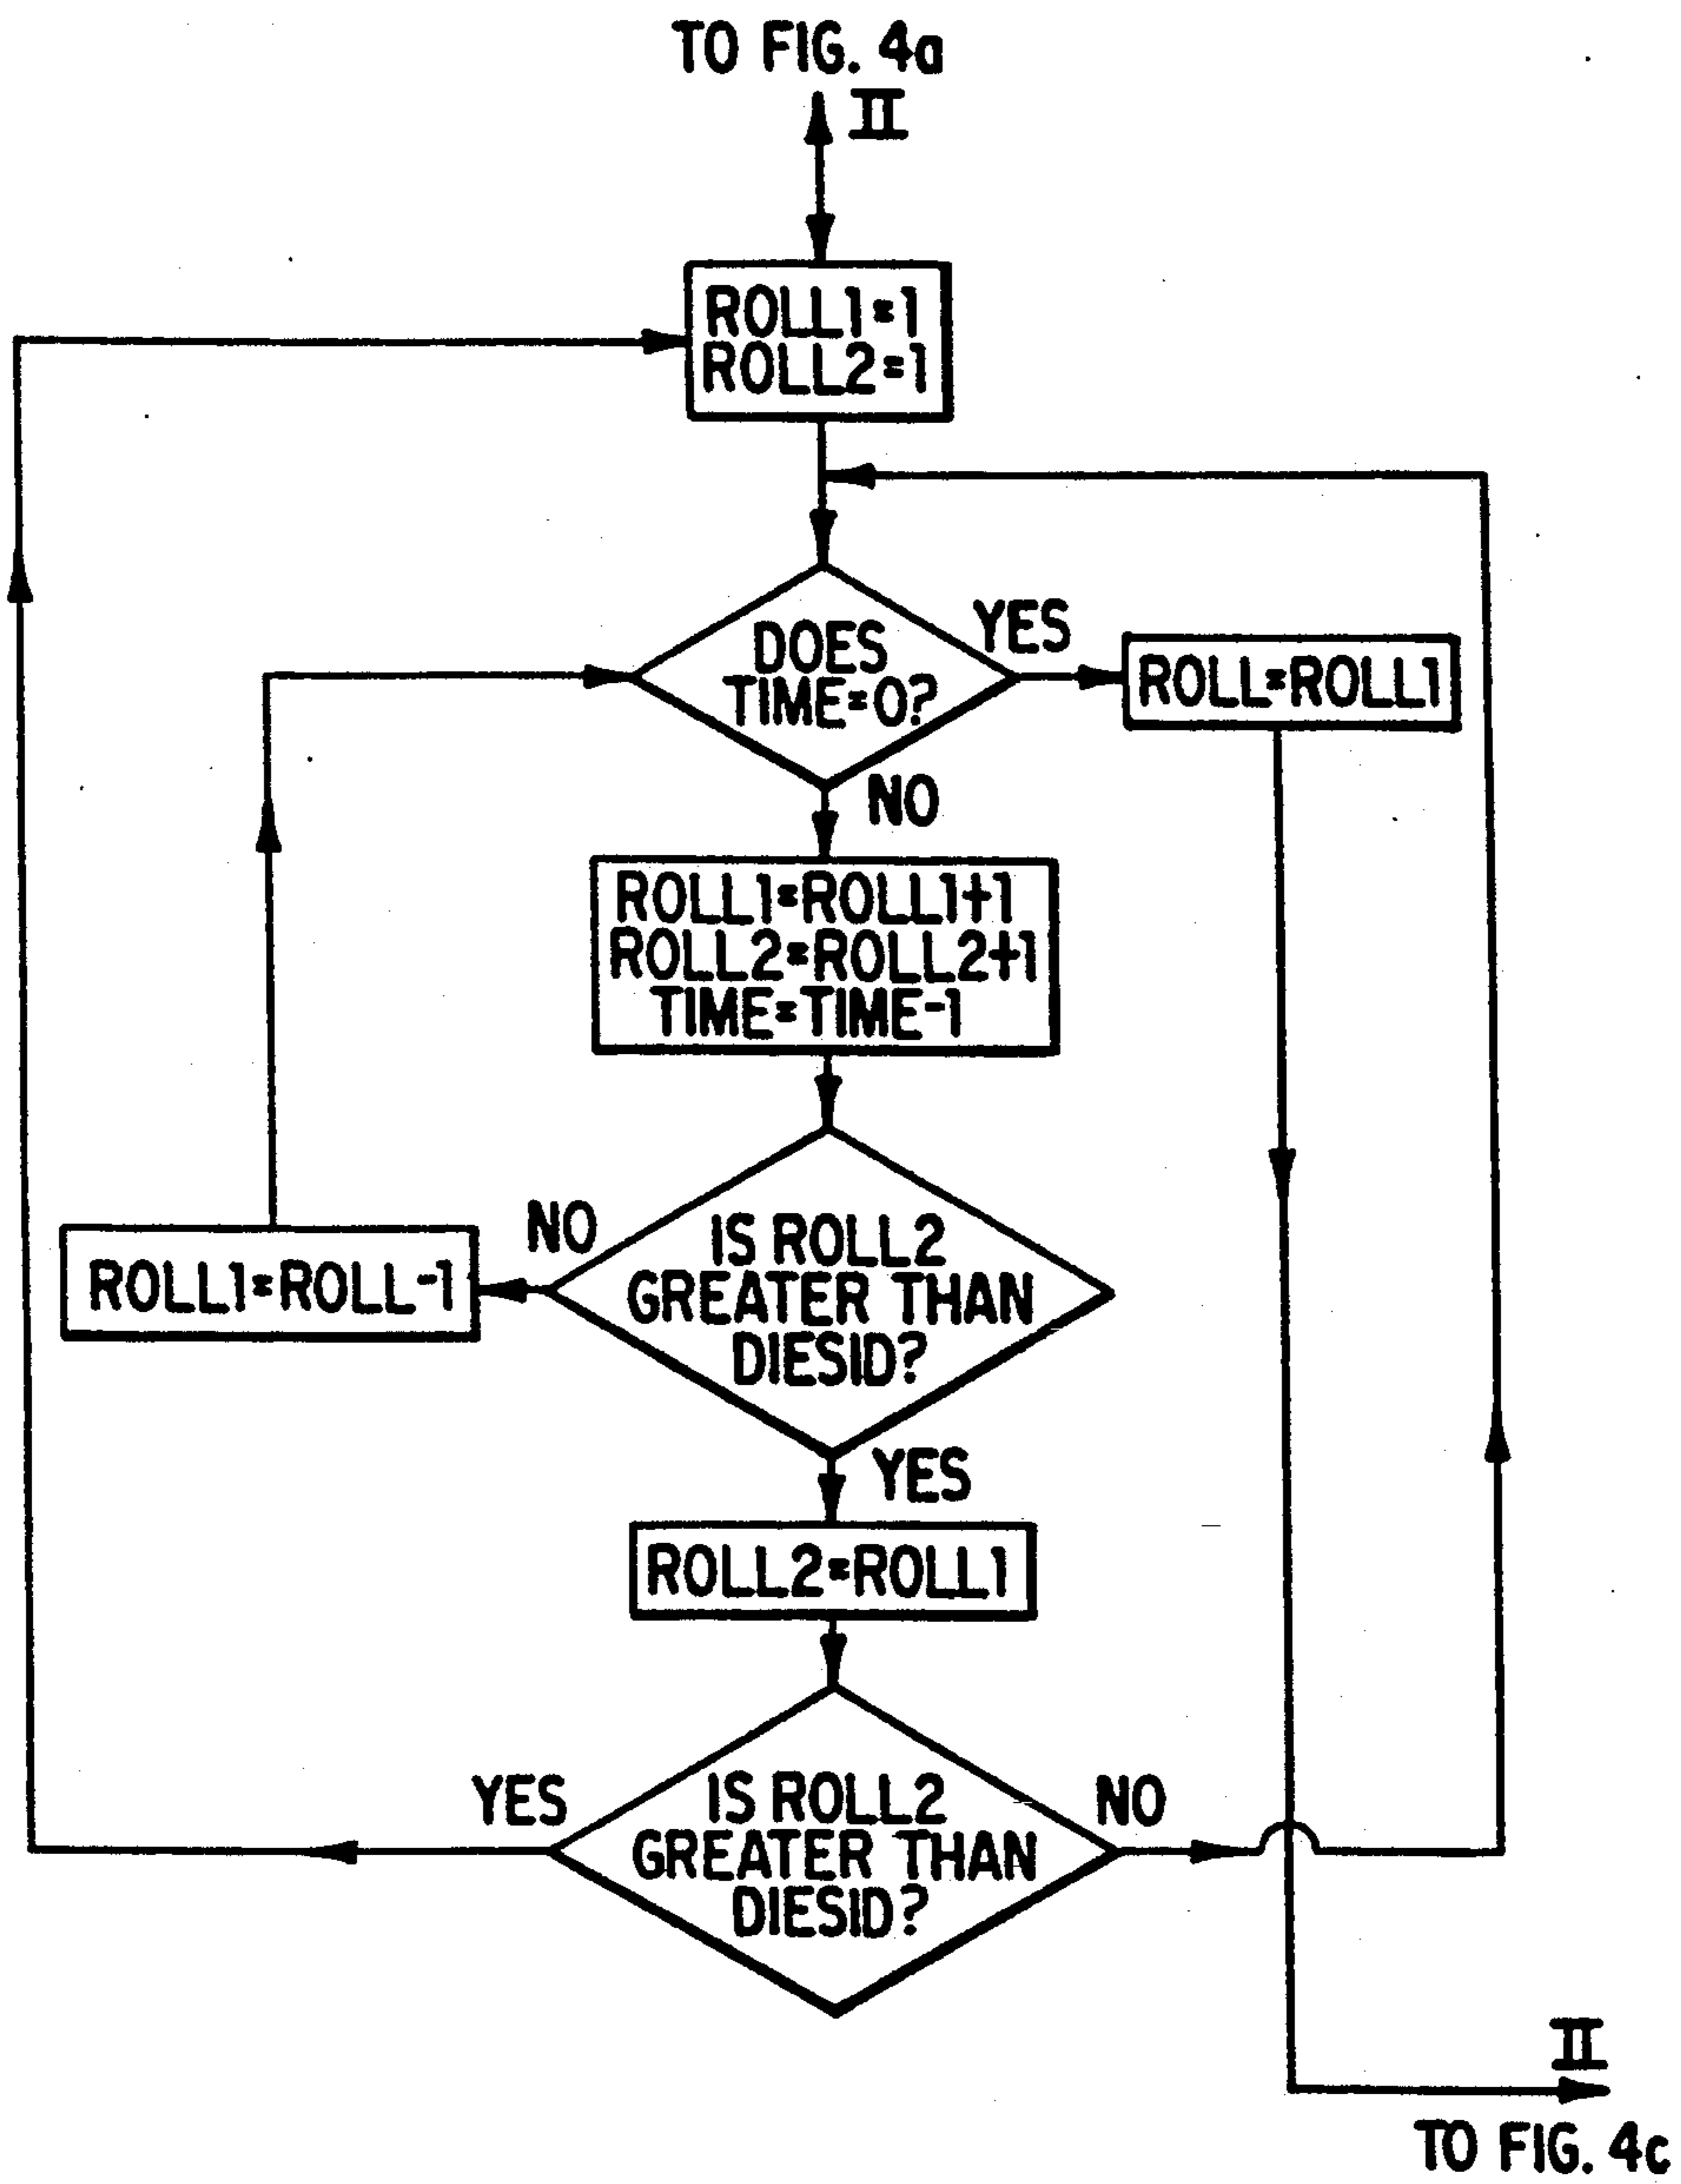 TO FIG. 4a
II
ROLL1=1
ROLL2=1
DOES
TIME=0?
YES
ROLL=ROLL1
NO
ROLL1=ROLL1+1
ROLL2=ROLL2+1
TIME=TIME-1
NO
IS ROLL2
GREATER THAN
DIESID?
ROLL1=ROLL-1
YES
ROLL2=ROLL1
YES
IS ROLL2
GREATER THAN
DIESID?
NO
II
TO FIG. 4c